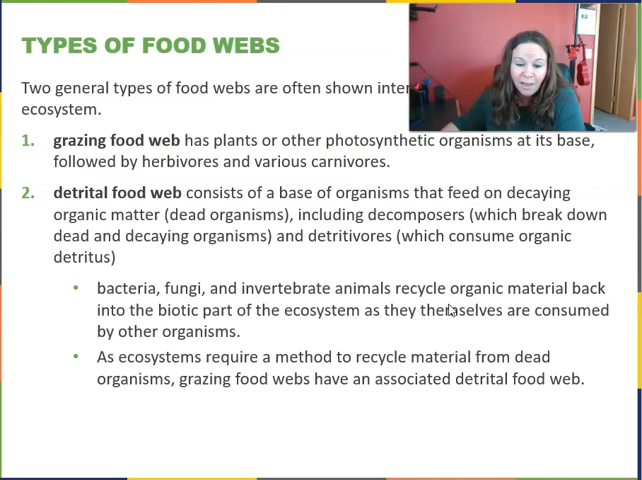 TYPES OF FOOD WEBS
Two general types of food webs are often shown
ecosystem.
1. grazing food web has plants or other photosynthetic organisms at its base,
followed by herbivores and various carnivores.
2. detrital food web consists of a base of organisms that feed on decaying
organic matter (dead organisms), including decomposers (which break down
dead and decaying organisms) and detritivores (which consume organic
detritus)
• bacteria, fungi, and invertebrate animals recycle organic material back
into the biotic part of the ecosystem as they themselves are consumed
by other organisms.
• As ecosystems require a method to recycle material from dead
organisms, grazing food webs have an associated detrital food web.